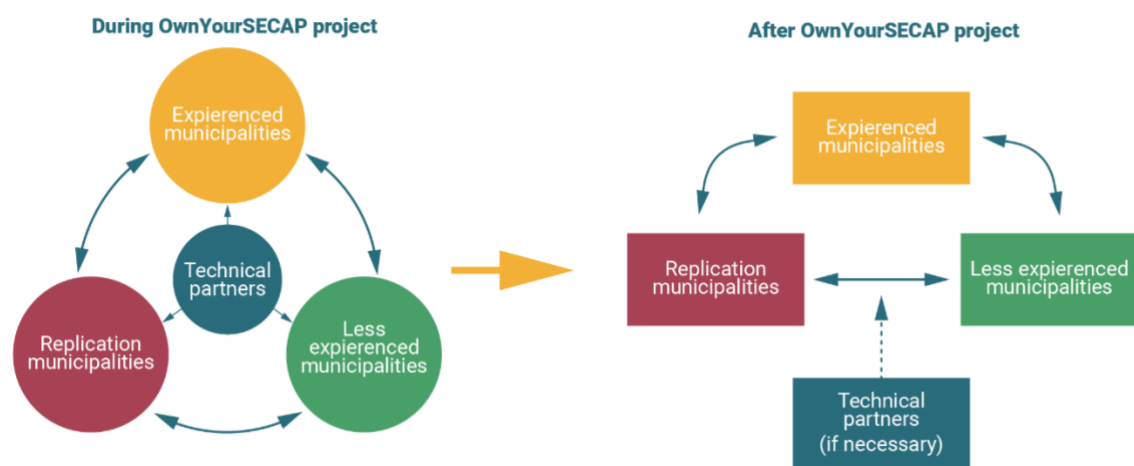 During OwnYourSECAP project
Expierenced
municipalities
Technical
partners
Replication
municipalities
Less
expierenced
municipalities
After OwnYourSECAP project
Expierenced
municipalities
Replication
municipalities
Less expierenced
municipalities
Technical
partners
(if necessary)